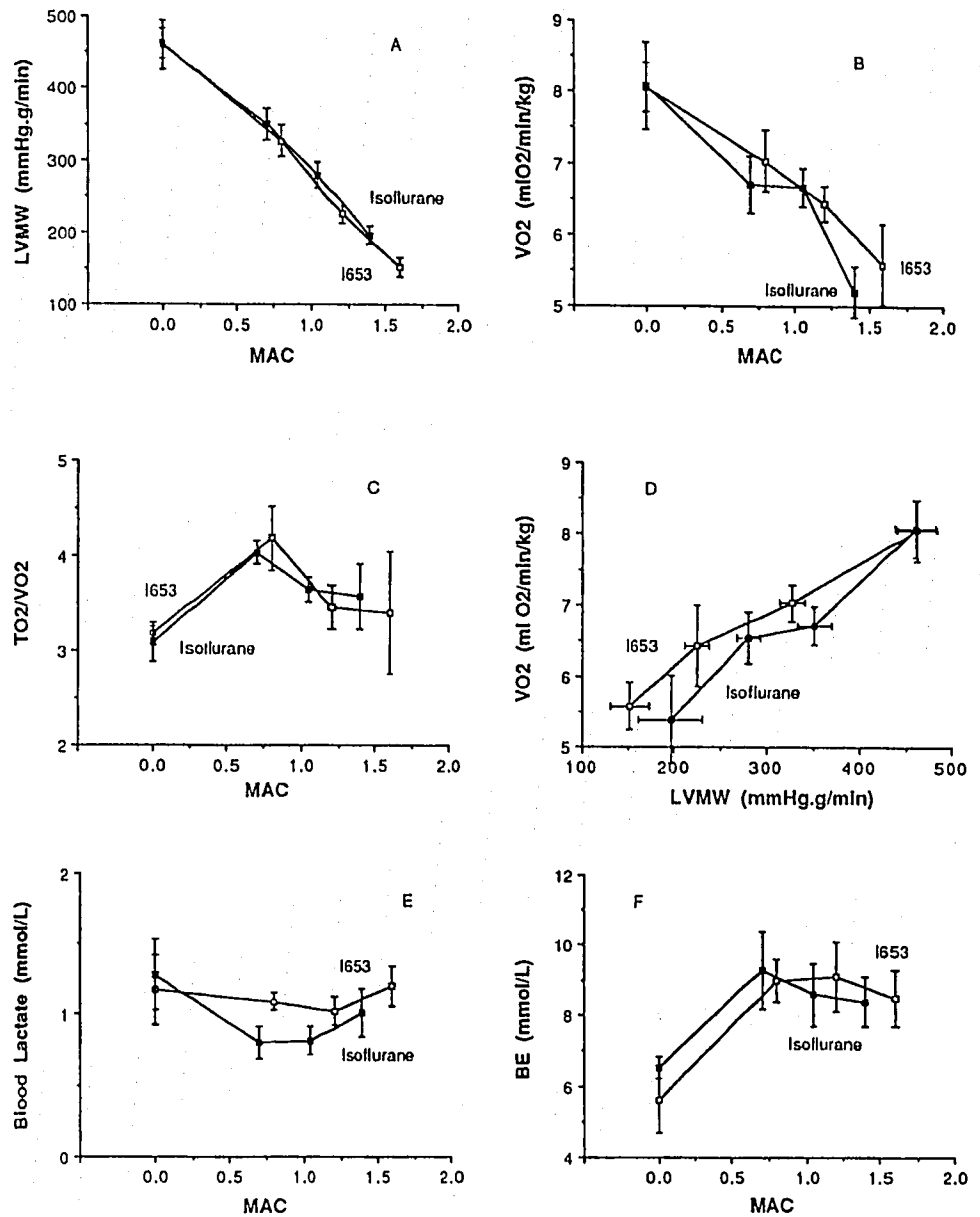 A
LVMW (mmHg.g/min)
500
400
300
200
100
0.0 0.5 1.0 1.5 2.0
MAC
Isoflurane
I653
B
VO2 (mlO2/min/kg)
9
8
7
6
5
0.0 0.5 1.0 1.5 2.0
MAC
I653
Isoflurane
C
TO2/VO2
5
4
3
2
0.0 0.5 1.0 1.5 2.0
MAC
I653
Isoflurane
D
VO2 (ml O2/min/kg)
9
8
7
6
5
100 200 300 400 500
LVMW (mmHg.g/min)
I653
Isoflurane
E
Blood Lactate (mmol/L)
2
1
0
0.0 0.5 1.0 1.5 2.0
MAC
I653
Isoflurane
F
BE (mmol/L)
12
10
8
6
4
0.0 0.5 1.0 1.5 2.0
MAC
I653
Isoflurane